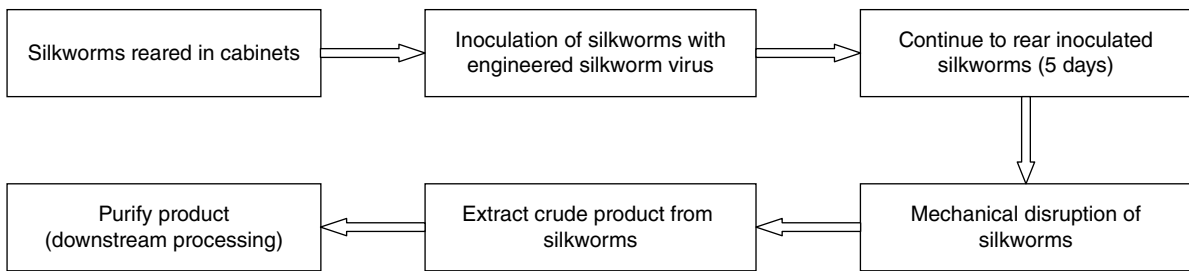 Silkworms reared in cabinets
Inoculation of silkworms with
engineered silkworm virus
Continue to rear inoculated
silkworms (5 days)
Mechanical disruption of
silkworms
Extract crude product from
silkworms
Purify product
(downstream processing)